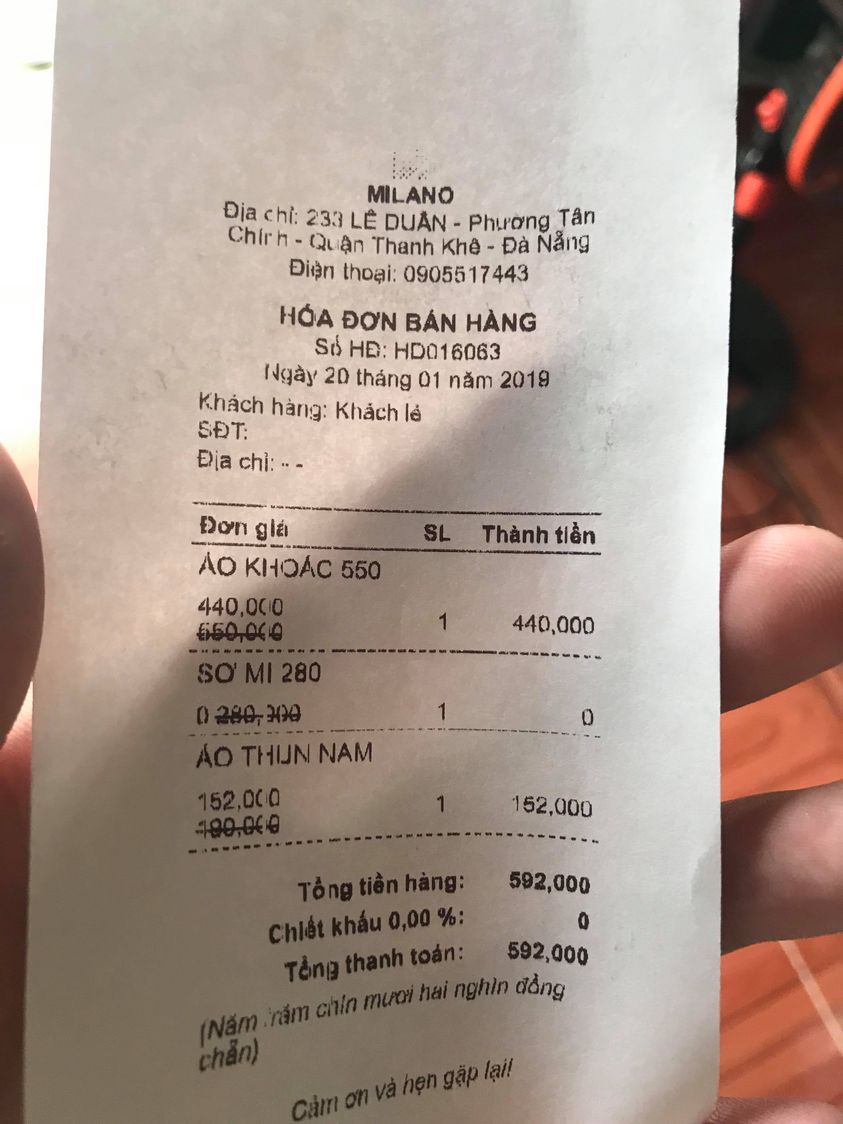 MILANO
Địa chỉ: 233 LÊ DUẨN - Phường Tân
Chính - Quận Thanh Khê - Đà Nẵng
Điện thoại: 0905517443
HÓA ĐƠN BÁN HÀNG
Số HĐ: HD016063
Ngày 20 tháng 01 năm 2019
Khách hàng: Khách lẻ
SĐT:
Địa chỉ: - -
Đơn giá SL Thành tiền
ÁO KHOÁC 550
440,000
550,000 1 440,000
SƠ MI 280
0 280,000 1 0
ÁO THUN NAM
152,000
190,000 1 152,000
Tổng tiền hàng: 592,000
Chiết khấu 0,00 %: 0
Tổng thanh toán: 592,000
(Năm trăm chín mươi hai nghìn đồng
chẵn)
Cảm ơn và hẹn gặp lại!